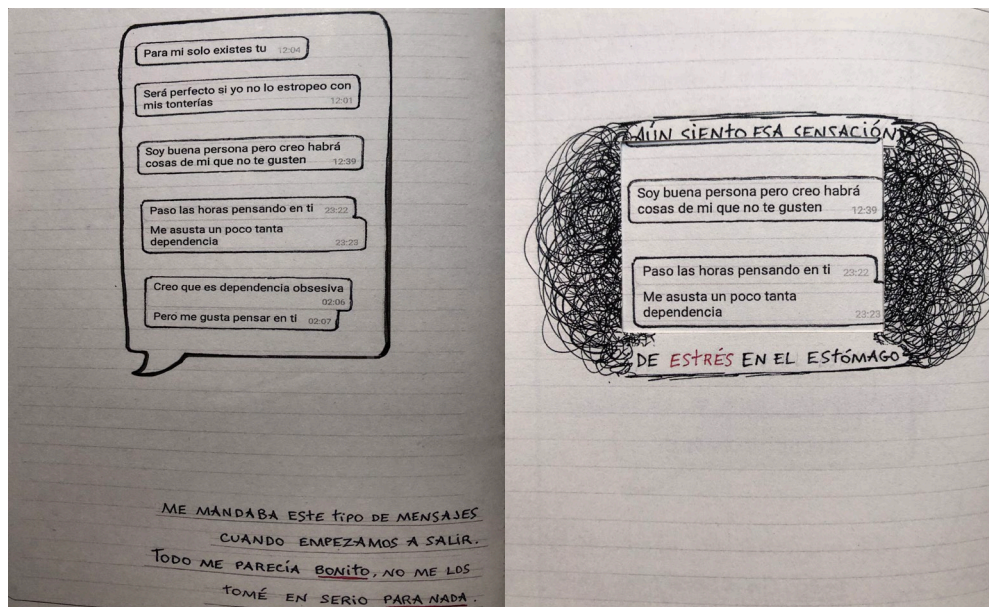 Para mi solo existes tu 12:04
Será perfecto si yo no lo estropeo con
mis tonterías 12:01
Soy buena persona pero creo habrá
cosas de mi que no te gusten 12:39
Paso las horas pensando en ti 23:22
Me asusta un poco tanta
dependencia 23:23
Creo que es dependencia obsesiva
02:06
Pero me gusta pensar en ti 02:07
ME MANDABA ESTE TIPO DE MENSAJES
CUANDO EMPEZAMOS A SALIR.
TODO ME PARECÍA BONITO, NO ME LOS
TOMÉ EN SERIO PARA NADA.
AÚN SIENTO ESA SENSACIÓN
Soy buena persona pero creo habrá
cosas de mi que no te gusten 12:39
Paso las horas pensando en ti 23:22
Me asusta un poco tanta
dependencia 23:23
DE ESTRÉS EN EL ESTÓMAGO